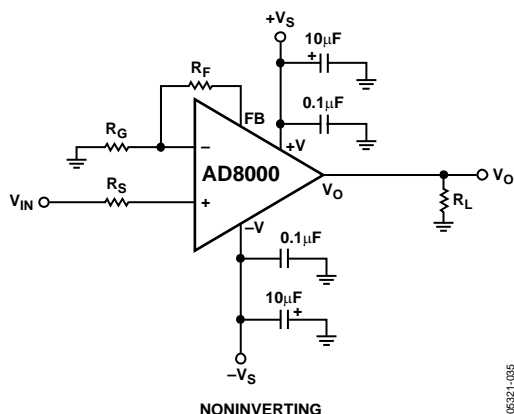 +VS
10μF
+
RF
0.1μF
FB
RG
+V
–
AD8000
VIN
RS
+
VO
VO
RL
–V
0.1μF
10μF
+
–VS
05321-035
NONINVERTING